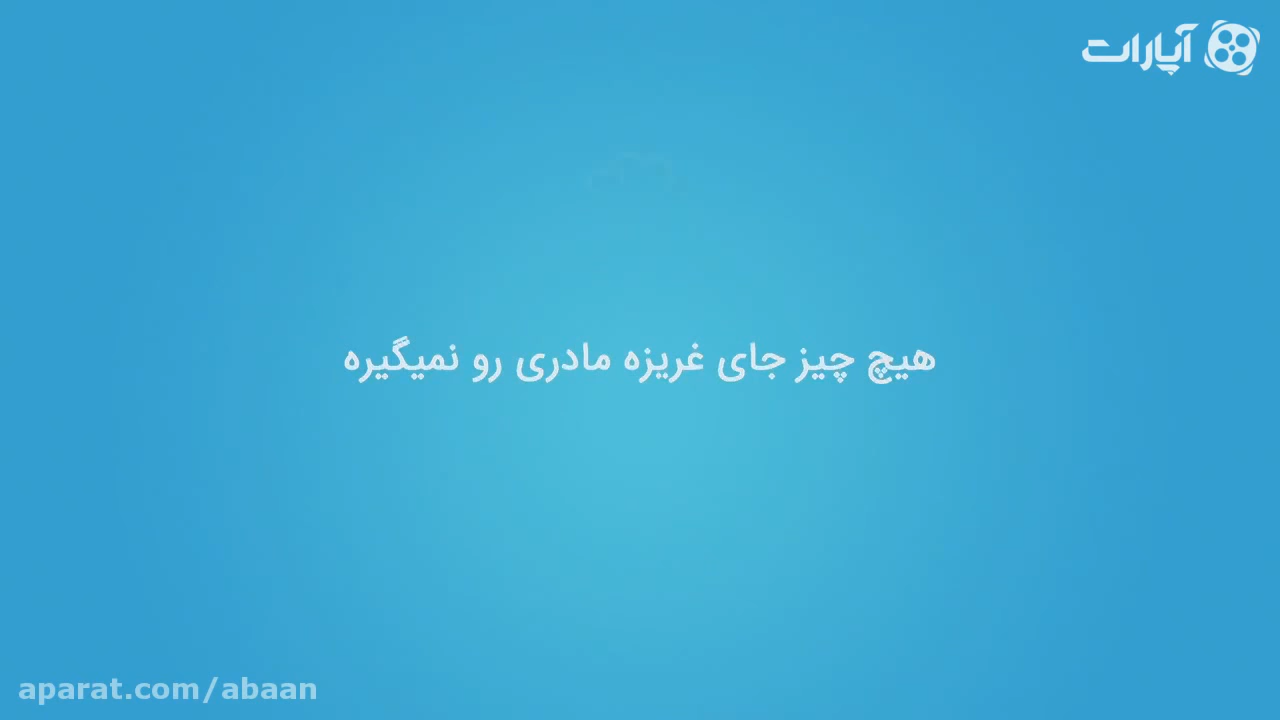 آپارات
هیچ چیز جای غریزه مادری رو نمیگیره
aparat.com/abaan